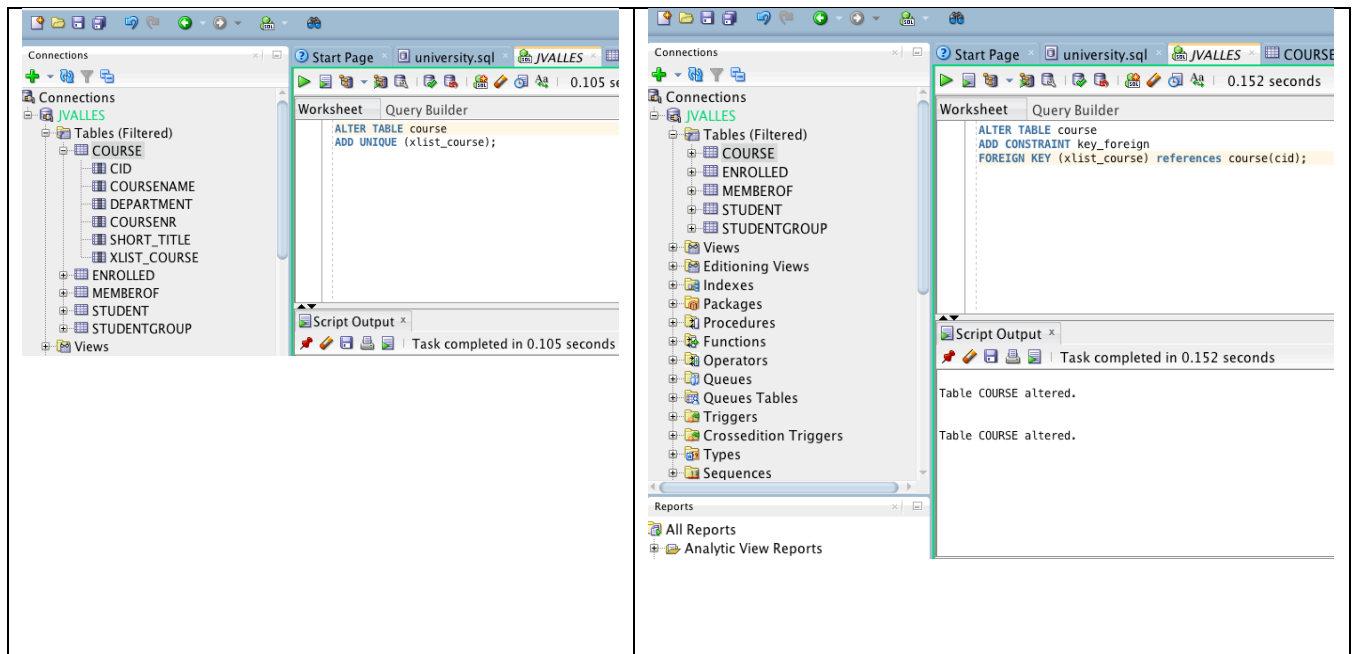 Connections
Start Page
university.sql
JVALLES
0.105 se
Connections
JVALLES
Tables (Filtered)
COURSE
CID
COURSENAME
DEPARTMENT
COURSENR
SHORT_TITLE
XLIST_COURSE
ENROLLED
MEMBEROF
STUDENT
STUDENTGROUP
Views
Worksheet
Query Builder
ALTER TABLE course
ADD UNIQUE (xlist_course);
Script Output
Task completed in 0.105 seconds
Connections
Start Page
university.sql
JVALLES
COURSE
0.152 seconds
Connections
JVALLES
Tables (Filtered)
COURSE
ENROLLED
MEMBEROF
STUDENT
STUDENTGROUP
Views
Editioning Views
Indexes
Packages
Procedures
Functions
Operators
Queues
Queues Tables
Triggers
Crossedition Triggers
Types
Sequences
Reports
All Reports
Analytic View Reports
Worksheet
Query Builder
ALTER TABLE course
ADD CONSTRAINT key_foreign
FOREIGN KEY (xlist_course) references course(cid);
Script Output
Task completed in 0.152 seconds
Table COURSE altered.
Table COURSE altered.